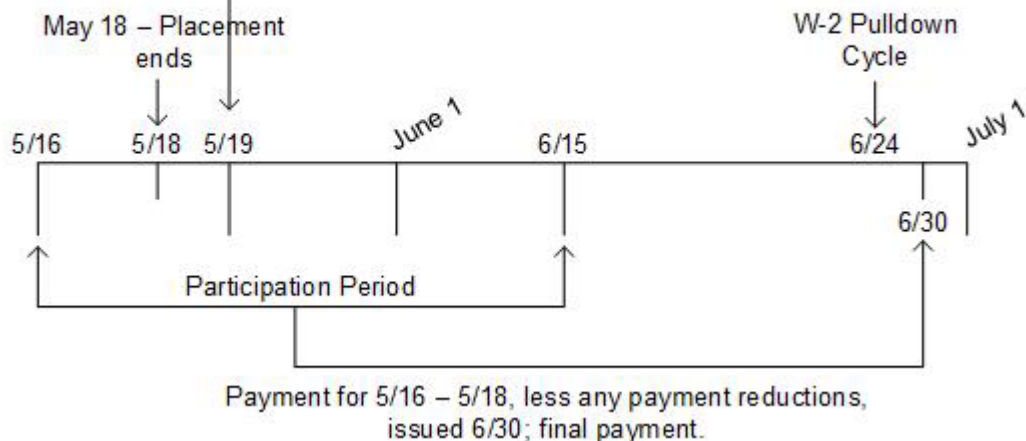 May 18 – Placement
ends
W-2 Pulldown
Cycle
5/16
5/18
5/19
June 1
6/15
6/24
July 1
6/30
Participation Period
Payment for 5/16 – 5/18, less any payment reductions,
issued 6/30; final payment.